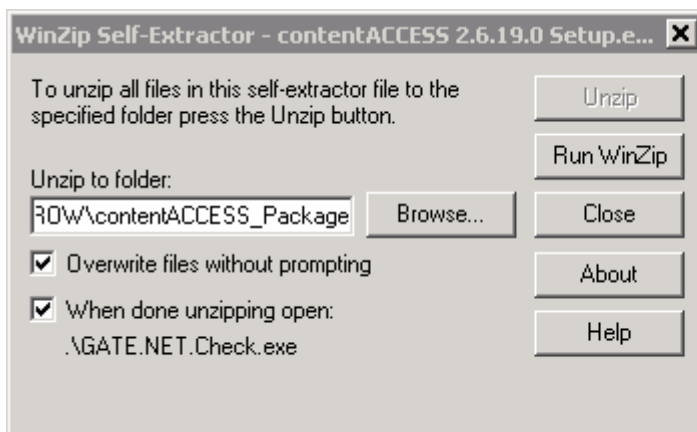 WinZip Self-Extractor - contentACCESS 2.6.19.0 Setup.e...
To unzip all files in this self-extractor file to the
specified folder press the Unzip button.
Unzip
Run WinZip
Unzip to folder:
ROW\contentACCESS_Package
Browse...
Close
Overwrite files without prompting
About
When done unzipping open:
.\GATE.NET.Check.exe
Help